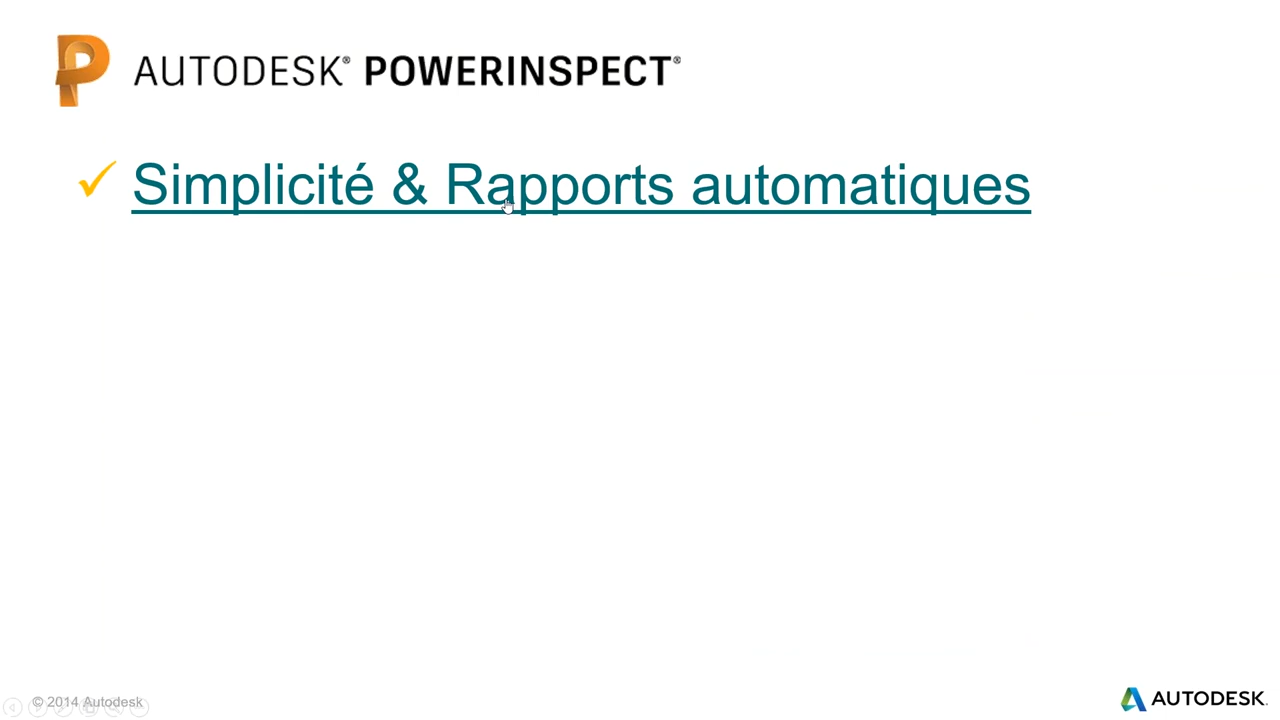 AUTODESK® POWERINSPECT®
✓ Simplicité & Rapports automatiques
© 2014 Autodesk
AUTODESK.